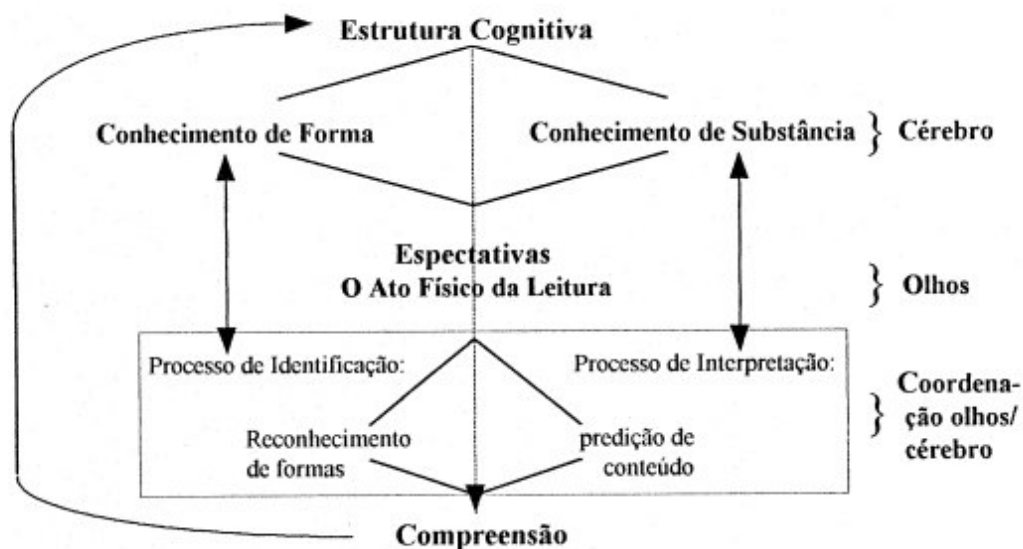 Estrutura Cognitiva
Conhecimento de Forma
Conhecimento de Substância } Cérebro
Espectativas
O Ato Físico da Leitura
} Olhos
Processo de Identificação:
Processo de Interpretação:
Reconhecimento
de formas
predição de
conteúdo
} Coordena-
ção olhos/
cérebro
Compreensão